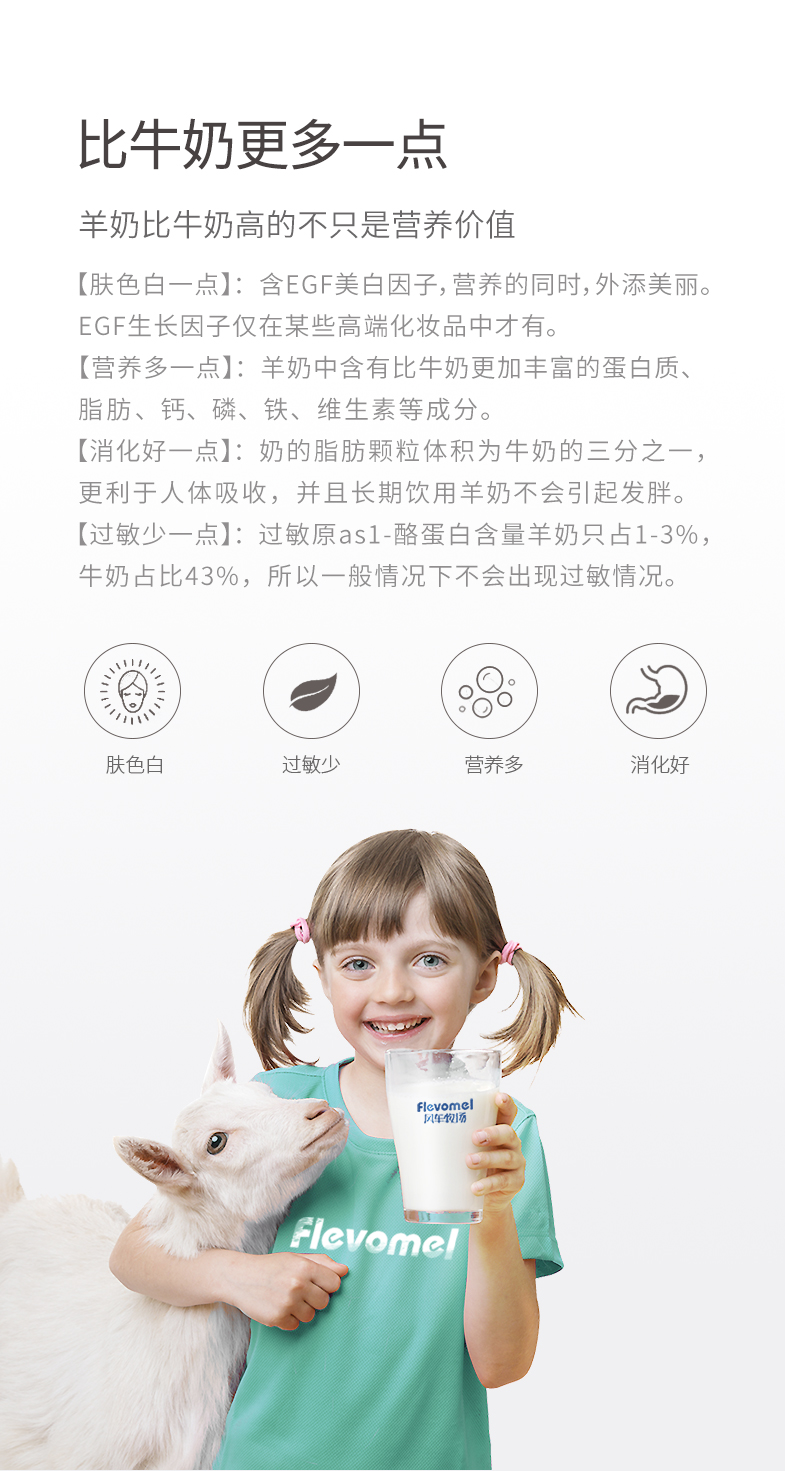 比牛奶更多一点
羊奶比牛奶高的不只是营养价值
【肤色白一点】：含EGF美白因子，营养的同时，外添美丽。
EGF生长因子仅在某些高端化妆品中才有。
【营养多一点】：羊奶中含有比牛奶更加丰富的蛋白质、
脂肪、钙、磷、铁、维生素等成分。
【消化好一点】：奶的脂肪颗粒体积为牛奶的三分之一，
更利于人体吸收，并且长期饮用羊奶不会引起发胖。
【过敏少一点】：过敏原as1-酪蛋白含量羊奶只占1-3%，
牛奶占比43%，所以一般情况下不会出现过敏情况。
肤色白
过敏少
营养多
消化好
Flevomel
风车牧场
Flevomel